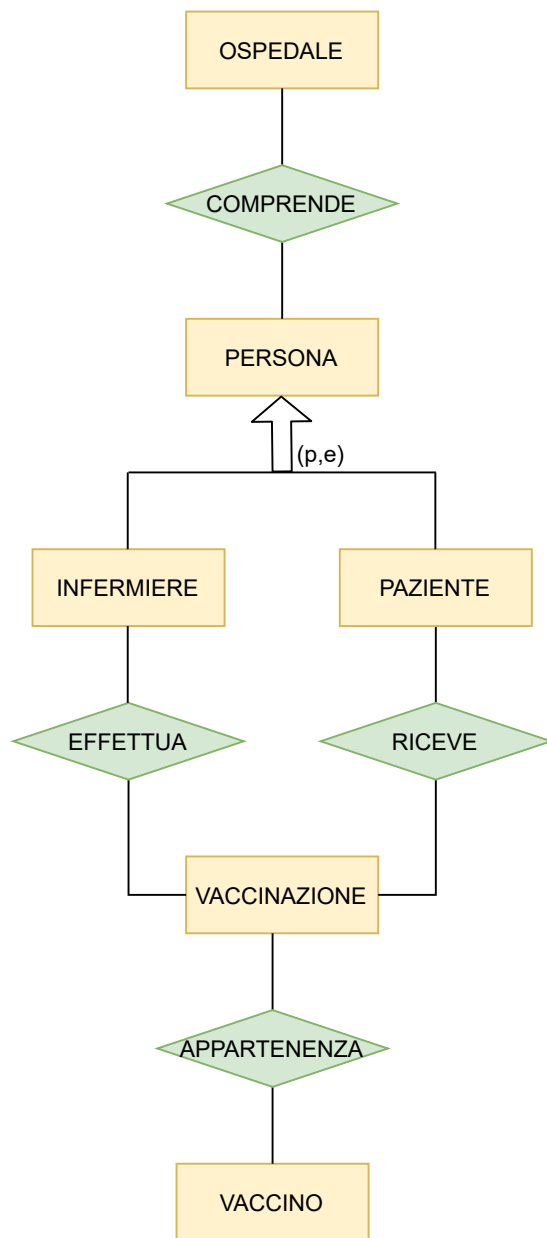 OSPEDALE
COMPRENDE
PERSONA
(p,e)
INFERMIERE
PAZIENTE
EFFETTUA
RICEVE
VACCINAZIONE
APPARTENENZA
VACCINO